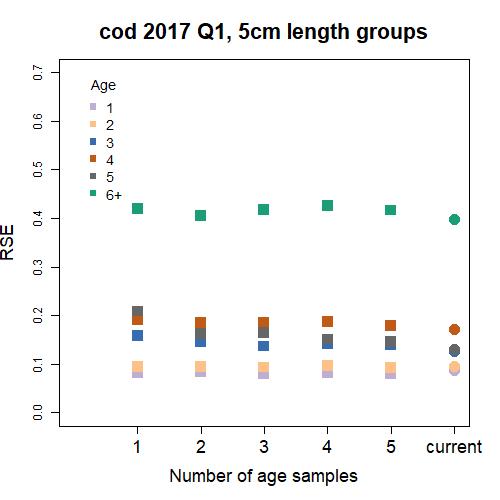 cod 2017 Q1, 5cm length groups
Age
1
2
3
4
5
6+
RSE
0.7
0.6
0.5
0.4
0.3
0.2
0.1
0.0
1 2 3 4 5 current
Number of age samples